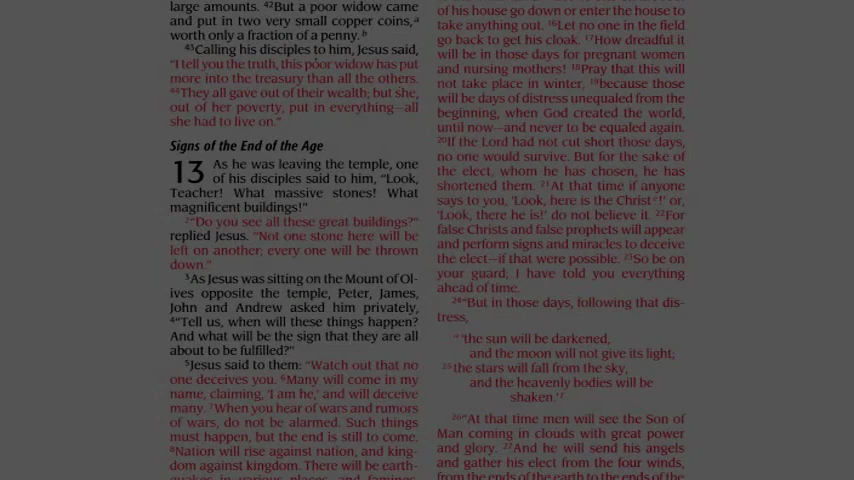 large amounts. 42But a poor widow came
and put in two very small copper coins,a
worth only a fraction of a penny.b
43Calling his disciples to him, Jesus said,
"I tell you the truth, this poor widow has put
more into the treasury than all the others.
44They all gave out of their wealth; but she,
out of her poverty, put in everything—all
she had to live on."
Signs of the End of the Age
13 As he was leaving the temple, one
of his disciples said to him, "Look,
Teacher! What massive stones! What
magnificent buildings!"
2"Do you see all these great buildings?"
replied Jesus. "Not one stone here will be
left on another; every one will be thrown
down."
3As Jesus was sitting on the Mount of Ol-
ives opposite the temple, Peter, James,
John and Andrew asked him privately,
4"Tell us, when will these things happen?
And what will be the sign that they are all
about to be fulfilled?"
5Jesus said to them: "Watch out that no
one deceives you. 6Many will come in my
name, claiming, 'I am he,' and will deceive
many. 7When you hear of wars and rumors
of wars, do not be alarmed. Such things
must happen, but the end is still to come.
8Nation will rise against nation, and king-
dom against kingdom. There will be earth-
quakes in various places, and famines.
of his house go down or enter the house to
take anything out. 16Let no one in the field
go back to get his cloak. 17How dreadful it
will be in those days for pregnant women
and nursing mothers! 18Pray that this will
not take place in winter, 19because those
will be days of distress unequaled from the
beginning, when God created the world,
until now—and never to be equaled again.
20If the Lord had not cut short those days,
no one would survive. But for the sake of
the elect, whom he has chosen, he has
shortened them. 21At that time if anyone
says to you, 'Look, here is the Christc!' or,
'Look, there he is!' do not believe it. 22For
false Christs and false prophets will appear
and perform signs and miracles to deceive
the elect—if that were possible. 23So be on
your guard; I have told you everything
ahead of time.
24"But in those days, following that dis-
tress,
" 'the sun will be darkened,
and the moon will not give its light;
25the stars will fall from the sky,
and the heavenly bodies will be
shaken.'f
26"At that time men will see the Son of
Man coming in clouds with great power
and glory. 27And he will send his angels
and gather his elect from the four winds,
from the ends of the earth to the ends of the